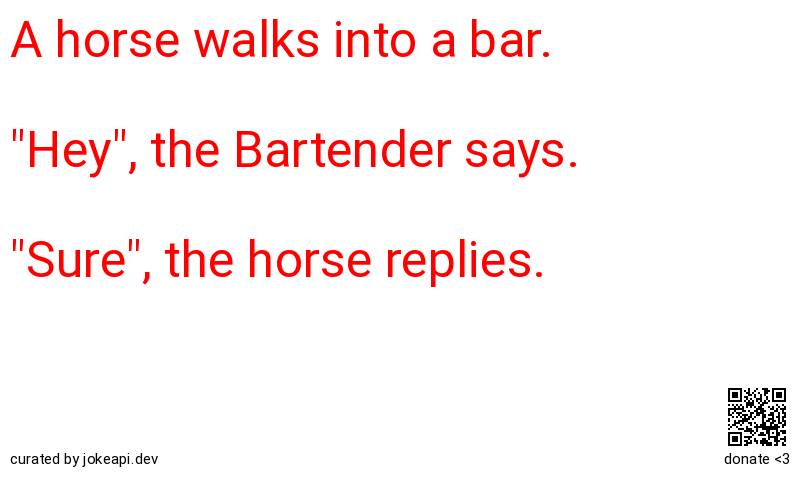 A horse walks into a bar.
"Hey", the Bartender says.
"Sure", the horse replies.
curated by jokeapi.dev
donate <3